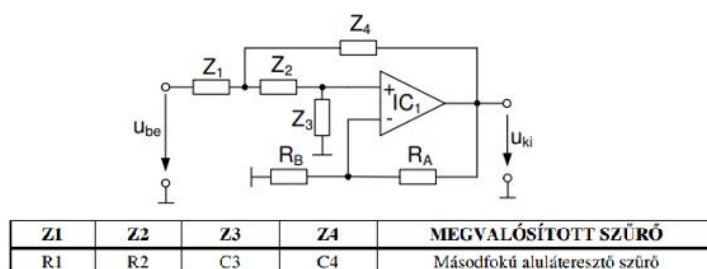 Z4
Z1
Z2
Z3
+
IC1
-
ube
RB
RA
uki
Z1 Z2 Z3 Z4 MEGVALÓSÍTOTT SZŰRŐ
R1 R2 C3 C4 Másodfokú aluláteresztő szűrő